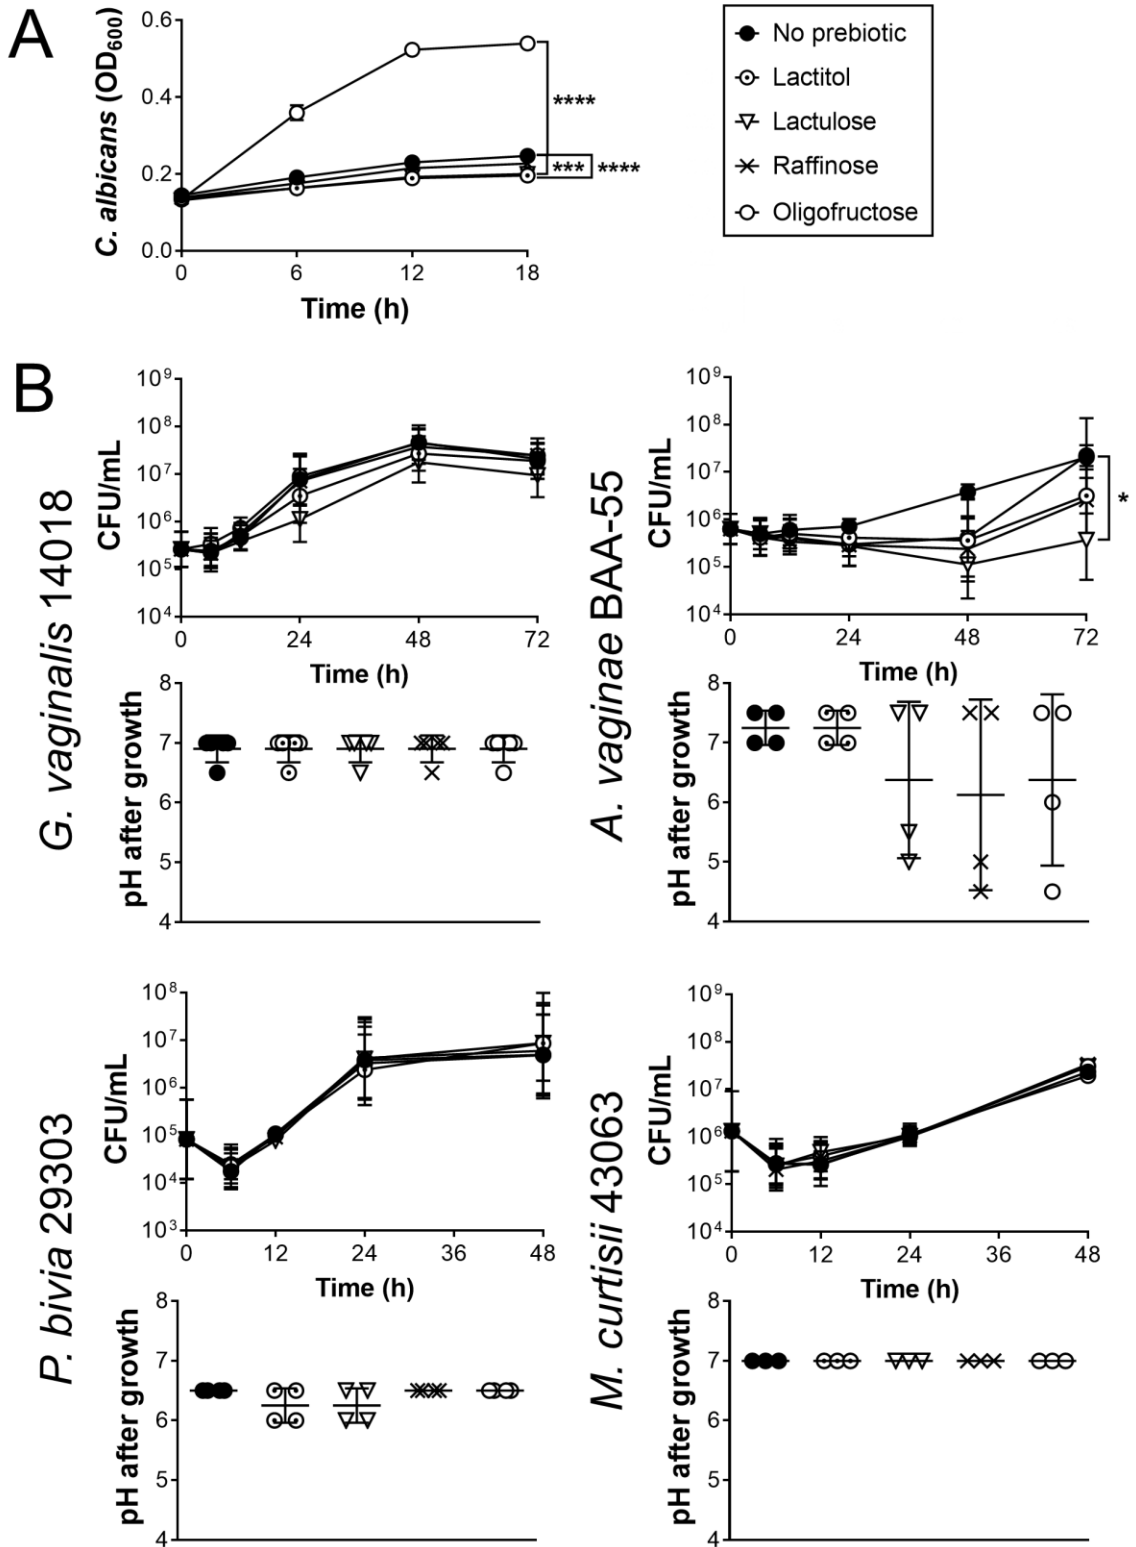 A
C. albicans (OD600)
0.6
0.4
0.2
0.0
0
6
12
18
Time (h)
****
***
****
No prebiotic
Lactitol
Lactulose
Raffinose
Oligofructose
B
G. vaginalis 14018
CFU/mL
10^9
10^8
10^7
10^6
10^5
10^4
0
24
48
72
Time (h)
pH after growth
8
7
6
5
4
A. vaginae BAA-55
CFU/mL
10^9
10^8
10^7
10^6
10^5
10^4
0
24
48
72
Time (h)
*
pH after growth
8
7
6
5
4
P. bivia 29303
CFU/mL
10^8
10^7
10^6
10^5
10^4
10^3
0
12
24
36
48
Time (h)
pH after growth
8
7
6
5
4
M. curtisii 43063
CFU/mL
10^9
10^8
10^7
10^6
10^5
10^4
0
12
24
36
48
Time (h)
pH after growth
8
7
6
5
4